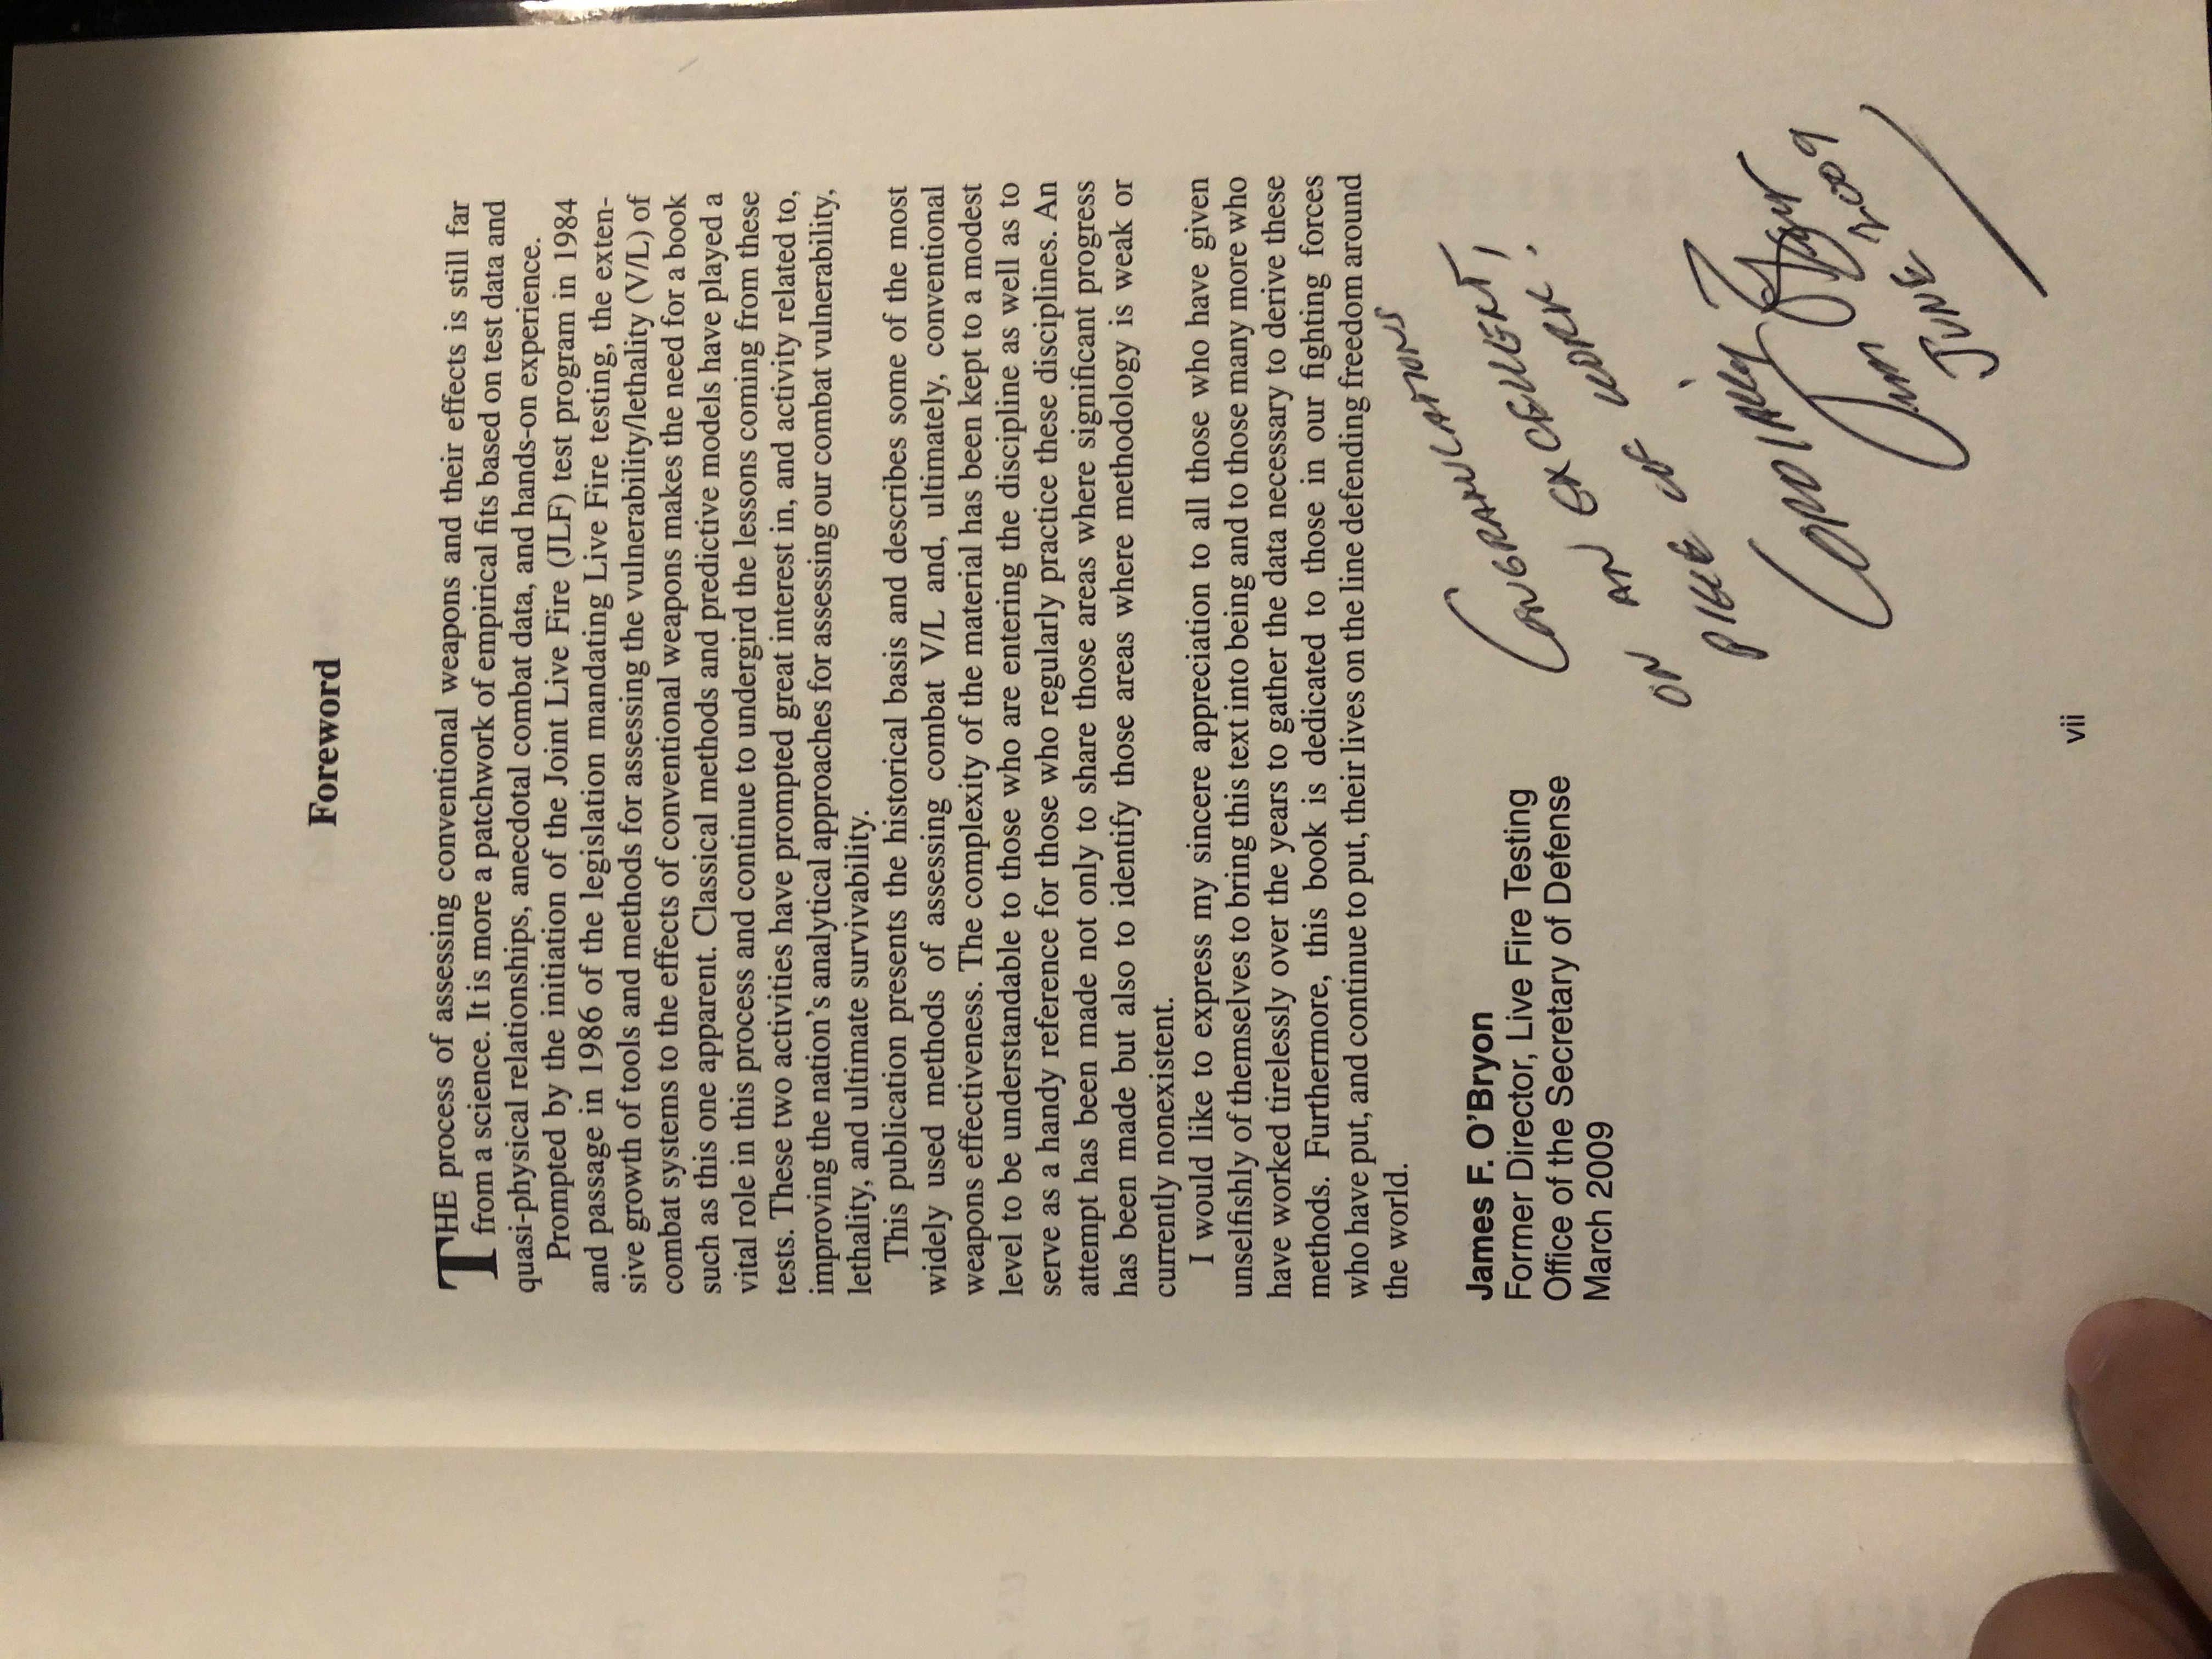 Foreword
THE process of assessing conventional weapons and their effects is still far
from a science. It is more a patchwork of empirical fits based on test data and
quasi-physical relationships, anecdotal combat data, and hands-on experience.
Prompted by the initiation of the Joint Live Fire (JLF) test program in 1984
and passage in 1986 of the legislation mandating Live Fire testing, the exten-
sive growth of tools and methods for assessing the vulnerability/lethality (V/L) of
combat systems to the effects of conventional weapons makes the need for a book
such as this one apparent. Classical methods and predictive models have played a
vital role in this process and continue to undergird the lessons coming from these
tests. These two activities have prompted great interest in, and activity related to,
improving the nation's analytical approaches for assessing our combat vulnerability,
lethality, and ultimate survivability.
This publication presents the historical basis and describes some of the most
widely used methods of assessing combat V/L and, ultimately, conventional
weapons effectiveness. The complexity of the material has been kept to a modest
level to be understandable to those who are entering the discipline as well as to
serve as a handy reference for those who regularly practice these disciplines. An
attempt has been made not only to share those areas where significant progress
has been made but also to identify those areas where methodology is weak or
currently nonexistent.
I would like to express my sincere appreciation to all those who have given
unselfishly of themselves to bring this text into being and to those many more who
have worked tirelessly over the years to gather the data necessary to derive these
methods. Furthermore, this book is dedicated to those in our fighting forces
who have put, and continue to put, their lives on the line defending freedom around
the world.
James F. O'Bryon
Former Director, Live Fire Testing
Office of the Secretary of Defense
March 2009
CONGRATULATIONS
ON AN EXCELLENT!
PIECE OF WORK!
CORDIALLY
Jim
JUNE 2009
vii